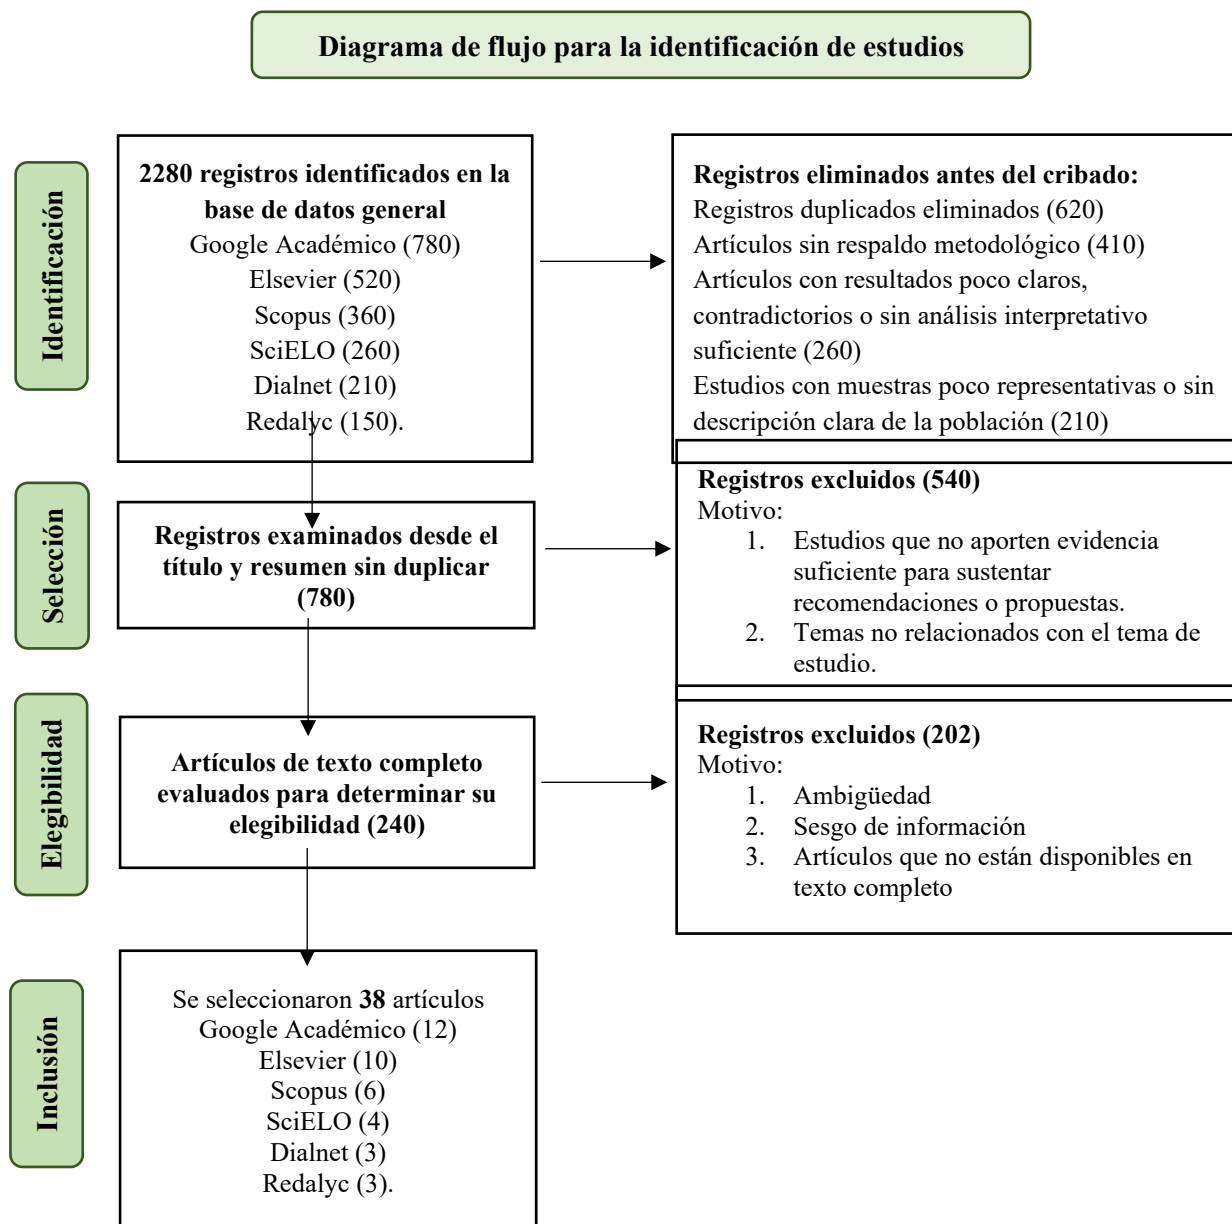 Diagrama de flujo para la identificación de estudios
Identificación
2280 registros identificados en la
base de datos general
Google Académico (780)
Elsevier (520)
Scopus (360)
SciELO (260)
Dialnet (210)
Redalyc (150).
Registros eliminados antes del cribado:
Registros duplicados eliminados (620)
Artículos sin respaldo metodológico (410)
Artículos con resultados poco claros,
contradictorios o sin análisis interpretativo
suficiente (260)
Estudios con muestras poco representativas o sin
descripción clara de la población (210)
Selección
Registros examinados desde el
título y resumen sin duplicar
(780)
Registros excluidos (540)
Motivo:
1. Estudios que no aporten evidencia
suficiente para sustentar
recomendaciones o propuestas.
2. Temas no relacionados con el tema de
estudio.
Elegibilidad
Artículos de texto completo
evaluados para determinar su
elegibilidad (240)
Registros excluidos (202)
Motivo:
1. Ambigüedad
2. Sesgo de información
3. Artículos que no están disponibles en
texto completo
Inclusión
Se seleccionaron 38 artículos
Google Académico (12)
Elsevier (10)
Scopus (6)
SciELO (4)
Dialnet (3)
Redalyc (3).